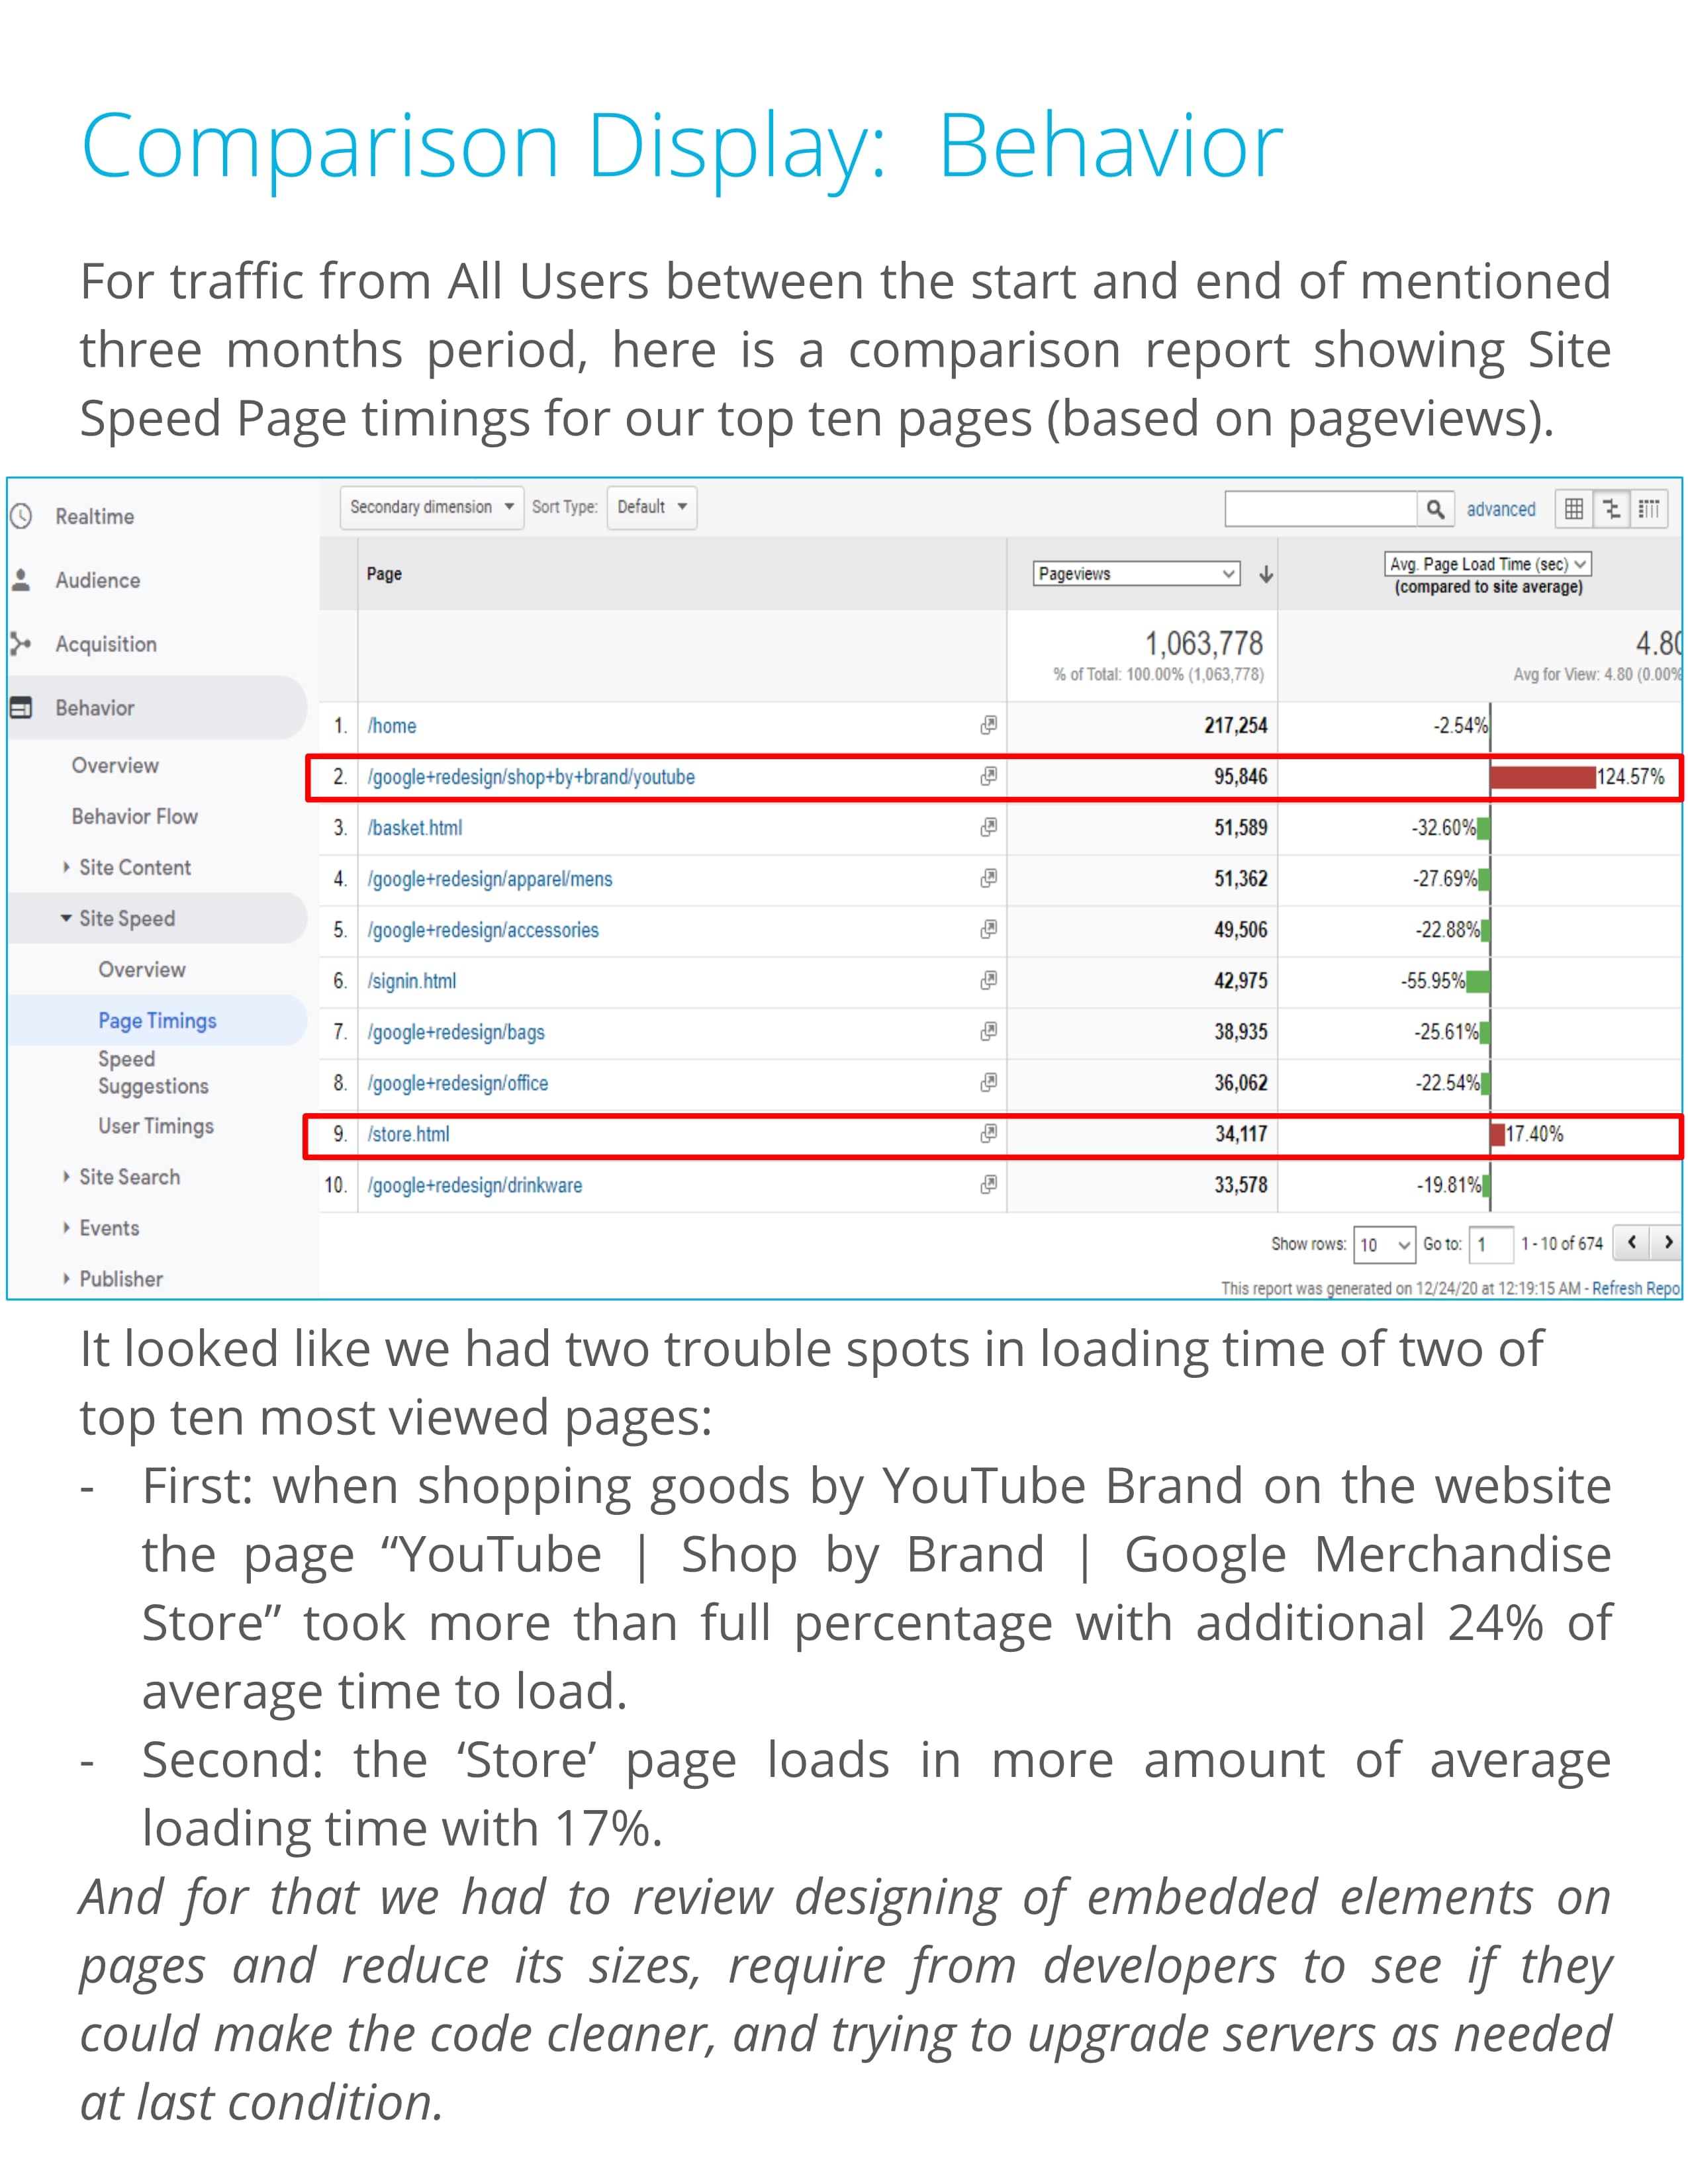 Comparison Display:  Behavior
For traffic from All Users between the start and end of mentioned
three months period, here is a comparison report showing Site
Speed Page timings for our top ten pages (based on pageviews).
Realtime
Audience
Acquisition
Behavior
Overview
Behavior Flow
Site Content
Site Speed
Overview
Page Timings
Speed
Suggestions
User Timings
Site Search
Events
Publisher
Secondary dimension Sort Type: Default advanced
Page Pageviews Avg. Page Load Time (sec)
(compared to site average)
1,063,778 4.80
% of Total: 100.00% (1,063,778) Avg for View: 4.80 (0.00%
1. /home 217,254 -2.54%
2. /google+redesign/shop+by+brand/youtube 95,846 124.57%
3. /basket.html 51,589 -32.60%
4. /google+redesign/apparel/mens 51,362 -27.69%
5. /google+redesign/accessories 49,506 -22.88%
6. /signin.html 42,975 -55.95%
7. /google+redesign/bags 38,935 -25.61%
8. /google+redesign/office 36,062 -22.54%
9. /store.html 34,117 17.40%
10. /google+redesign/drinkware 33,578 -19.81%
Show rows: 10 Go to: 1 1 - 10 of 674
This report was generated on 12/24/20 at 12:19:15 AM - Refresh Repo
It looked like we had two trouble spots in loading time of two of
top ten most viewed pages:
- First: when shopping goods by YouTube Brand on the website
the page “YouTube | Shop by Brand | Google Merchandise
Store” took more than full percentage with additional 24% of
average time to load.
- Second: the ‘Store’ page loads in more amount of average
loading time with 17%.
And for that we had to review designing of embedded elements on
pages and reduce its sizes, require from developers to see if they
could make the code cleaner, and trying to upgrade servers as needed
at last condition.